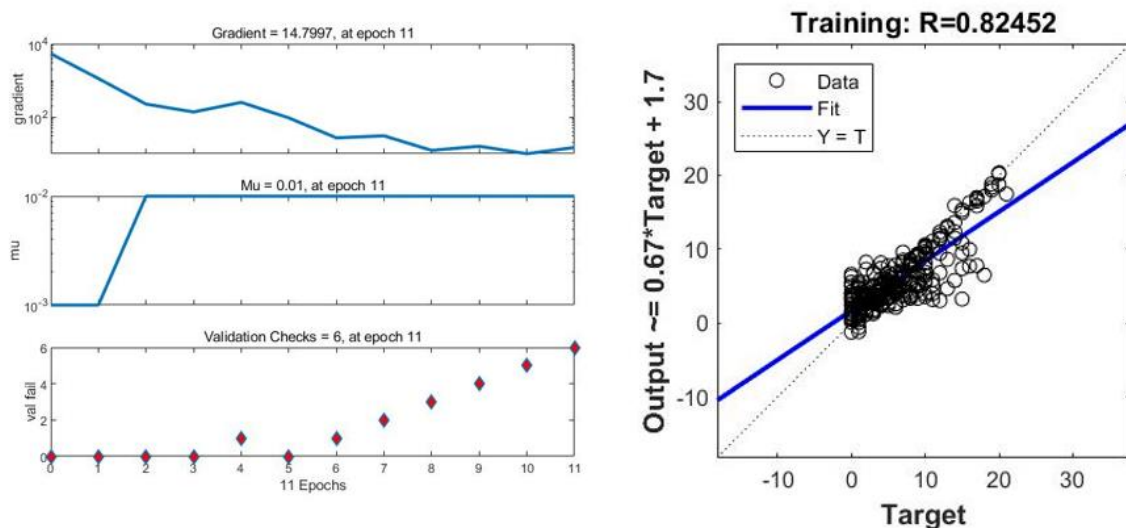 Gradient = 14.7997, at epoch 11
10^4
10^2
gradient
Mu = 0.01, at epoch 11
10^-2
10^-3
mu
Validation Checks = 6, at epoch 11
6
4
2
0
val fail
0 1 2 3 4 5 6 7 8 9 10 11
11 Epochs
Training: R=0.82452
Data
Fit
Y = T
Output ~= 0.67*Target + 1.7
30
20
10
0
-10
-10 0 10 20 30
Target